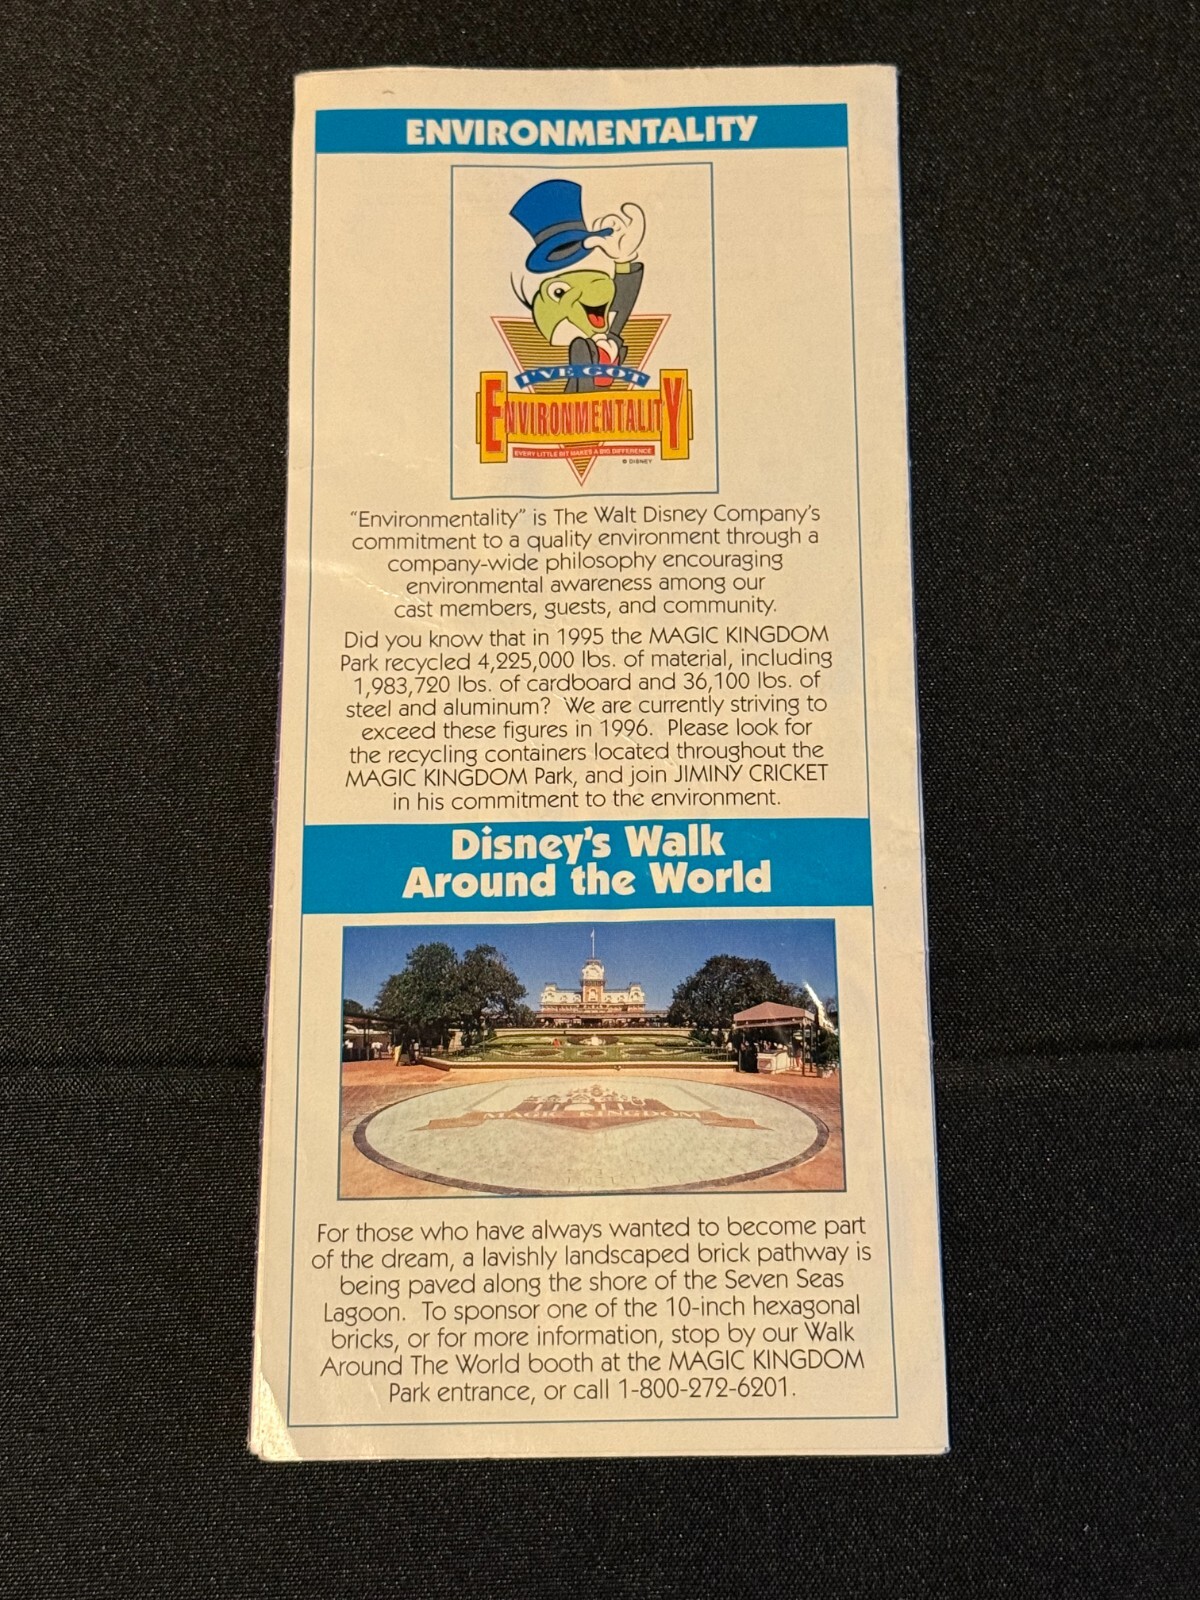 ENVIRONMENTALITY
I'VE GOT
ENVIRONMENTALITY
EVERY LITTLE BIT MAKES A BIG DIFFERENCE
© DISNEY
“Environmentality” is The Walt Disney Company's
commitment to a quality environment through a
company-wide philosophy encouraging
environmental awareness among our
cast members, guests, and community.
Did you know that in 1995 the MAGIC KINGDOM
Park recycled 4,225,000 lbs. of material, including
1,983,720 lbs. of cardboard and 36,100 lbs. of
steel and aluminum? We are currently striving to
exceed these figures in 1996. Please look for
the recycling containers located throughout the
MAGIC KINGDOM Park, and join JIMINY CRICKET
in his commitment to the environment.
Disney's Walk
Around the World
MAGIC KINGDOM
For those who have always wanted to become part
of the dream, a lavishly landscaped brick pathway is
being paved along the shore of the Seven Seas
Lagoon. To sponsor one of the 10-inch hexagonal
bricks, or for more information, stop by our Walk
Around The World booth at the MAGIC KINGDOM
Park entrance, or call 1-800-272-6201.